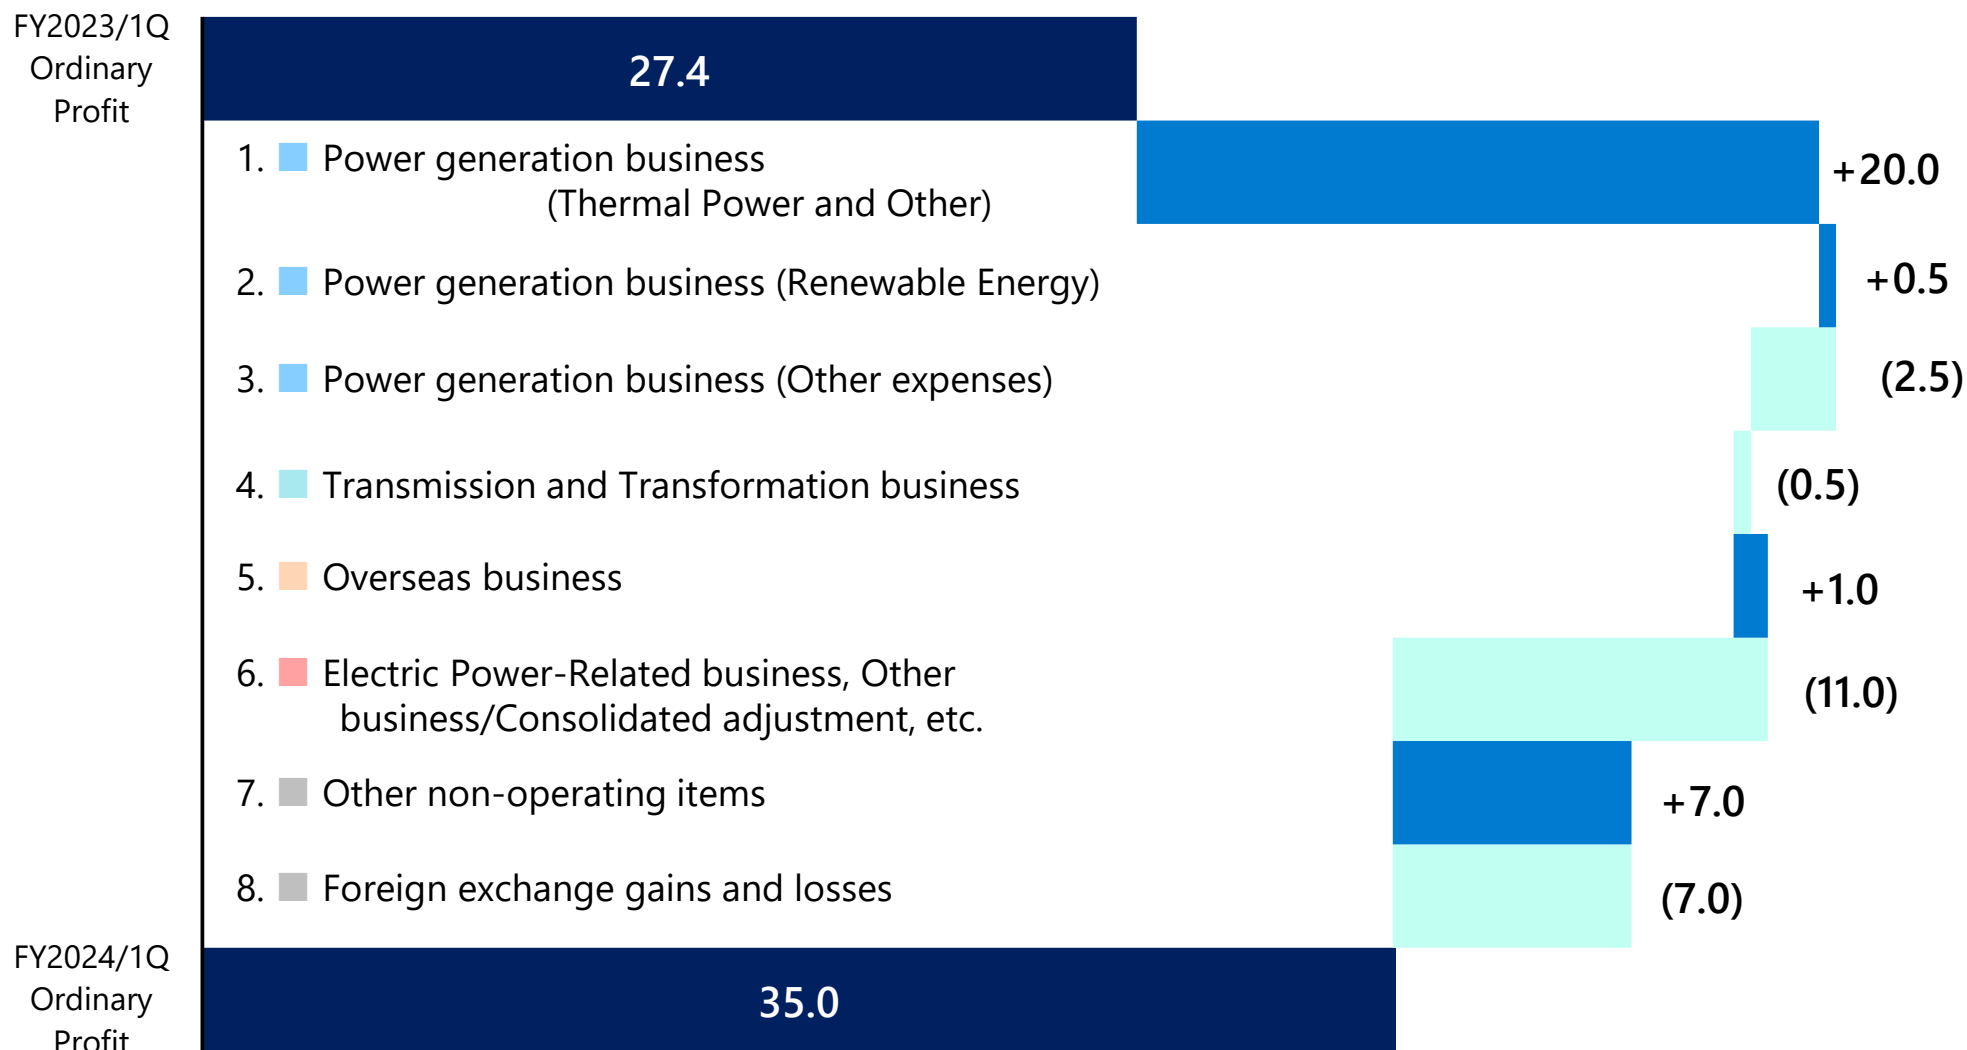 FY2023/1Q
Ordinary
Profit
27.4
1. Power generation business
(Thermal Power and Other)
+20.0
2. Power generation business (Renewable Energy)
+0.5
3. Power generation business (Other expenses)
(2.5)
4. Transmission and Transformation business
(0.5)
5. Overseas business
+1.0
6. Electric Power-Related business, Other
business/Consolidated adjustment, etc.
(11.0)
7. Other non-operating items
+7.0
8. Foreign exchange gains and losses
(7.0)
FY2024/1Q
Ordinary
Profit
35.0